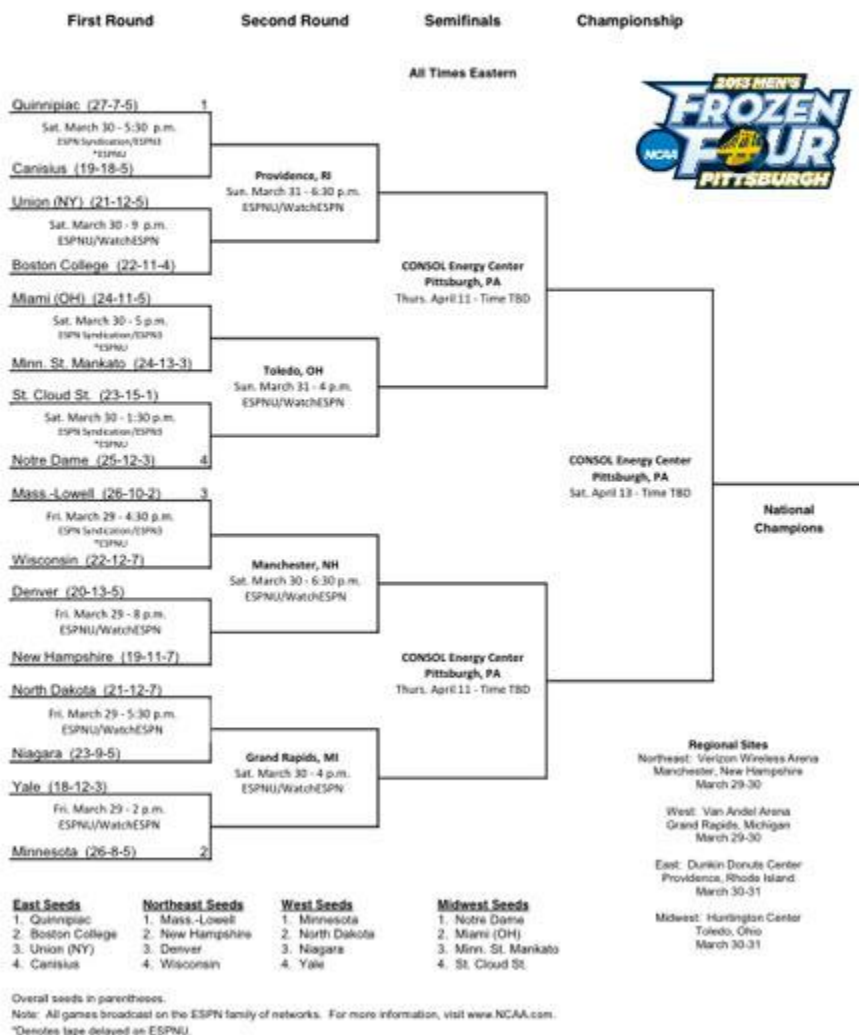 First Round Second Round Semifinals Championship
All Times Eastern
2013 MEN'S
FROZEN
FOUR
NCAA
PITTSBURGH
Quinnipiac (27-7-5) 1
Sat. March 30 - 5:30 p.m.
ESPN Syndication/ESPN3
*ESPNU
Canisius (19-18-5)
Providence, RI
Sun. March 31 - 6:30 p.m.
ESPNU/WatchESPN
Union (NY) (21-12-5)
Sat. March 30 - 9 p.m.
ESPNU/WatchESPN
Boston College (22-11-4)
CONSOL Energy Center
Pittsburgh, PA
Thurs. April 11 - Time TBD
Miami (OH) (24-11-5)
Sat. March 30 - 5 p.m.
ESPN Syndication/ESPN3
*ESPNU
Minn. St. Mankato (24-13-3)
Toledo, OH
Sun. March 31 - 4 p.m.
ESPNU/WatchESPN
St. Cloud St. (23-15-1)
Sat. March 30 - 1:30 p.m.
ESPN Syndication/ESPN3
*ESPNU
Notre Dame (25-12-3) 4
CONSOL Energy Center
Pittsburgh, PA
Sat. April 13 - Time TBD
National
Champions
Mass.-Lowell (26-10-2) 3
Fri. March 29 - 4:30 p.m.
ESPN Syndication/ESPN3
*ESPNU
Wisconsin (22-12-7)
Manchester, NH
Sat. March 30 - 6:30 p.m.
ESPNU/WatchESPN
Denver (20-13-5)
Fri. March 29 - 8 p.m.
ESPNU/WatchESPN
New Hampshire (19-11-7)
CONSOL Energy Center
Pittsburgh, PA
Thurs. April 11 - Time TBD
North Dakota (21-12-7)
Fri. March 29 - 5:30 p.m.
ESPNU/WatchESPN
Niagara (23-9-5)
Grand Rapids, MI
Sat. March 30 - 4 p.m.
ESPNU/WatchESPN
Yale (18-12-3)
Fri. March 29 - 2 p.m.
ESPNU/WatchESPN
Minnesota (26-8-5) 2
Regional Sites
Northeast: Verizon Wireless Arena
Manchester, New Hampshire
March 29-30
West: Van Andel Arena
Grand Rapids, Michigan
March 29-30
East: Dunkin Donuts Center
Providence, Rhode Island
March 30-31
Midwest: Huntington Center
Toledo, Ohio
March 30-31
East Seeds
1. Quinnipiac
2. Boston College
3. Union (NY)
4. Canisius
Northeast Seeds
1. Mass.-Lowell
2. New Hampshire
3. Denver
4. Wisconsin
West Seeds
1. Minnesota
2. North Dakota
3. Niagara
4. Yale
Midwest Seeds
1. Notre Dame
2. Miami (OH)
3. Minn. St. Mankato
4. St. Cloud St.
Overall seeds in parentheses.
Note: All games broadcast on the ESPN family of networks. For more information, visit www.NCAA.com.
*Denotes tape delayed on ESPNU.